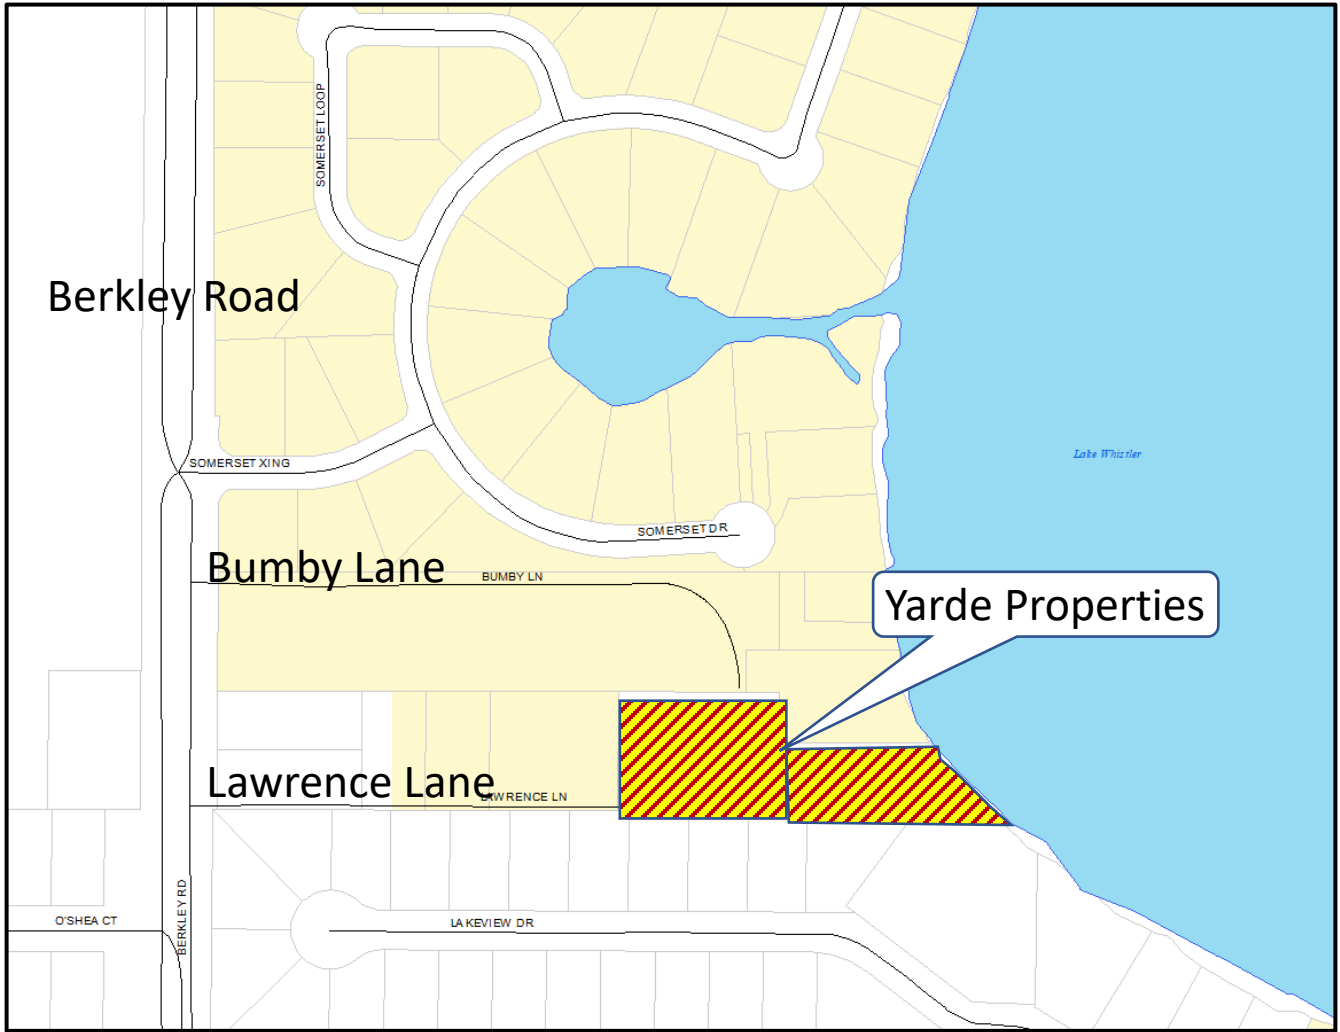 SOMERSET LOOP
Berkley Road
Lake Whistler
SOMERSET XING
SOMERSET DR
Bumby Lane
BUMBY LN
Yarde Properties
Lawrence Lane
LAWRENCE LN
BERKLEY RD
O'SHEA CT
LAKEVIEW DR